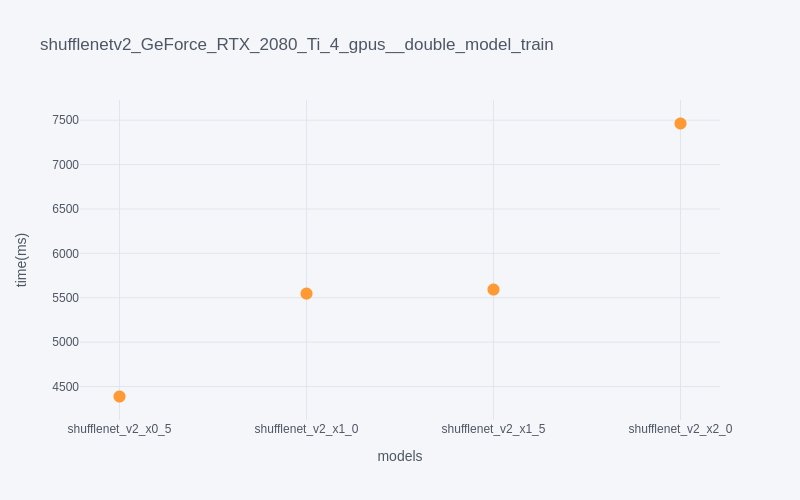 shufflenetv2_GeForce_RTX_2080_Ti_4_gpus__double_model_train
7500
7000
6500
6000
5500
5000
4500
time(ms)
shufflenet_v2_x0_5
shufflenet_v2_x1_0
shufflenet_v2_x1_5
shufflenet_v2_x2_0
models